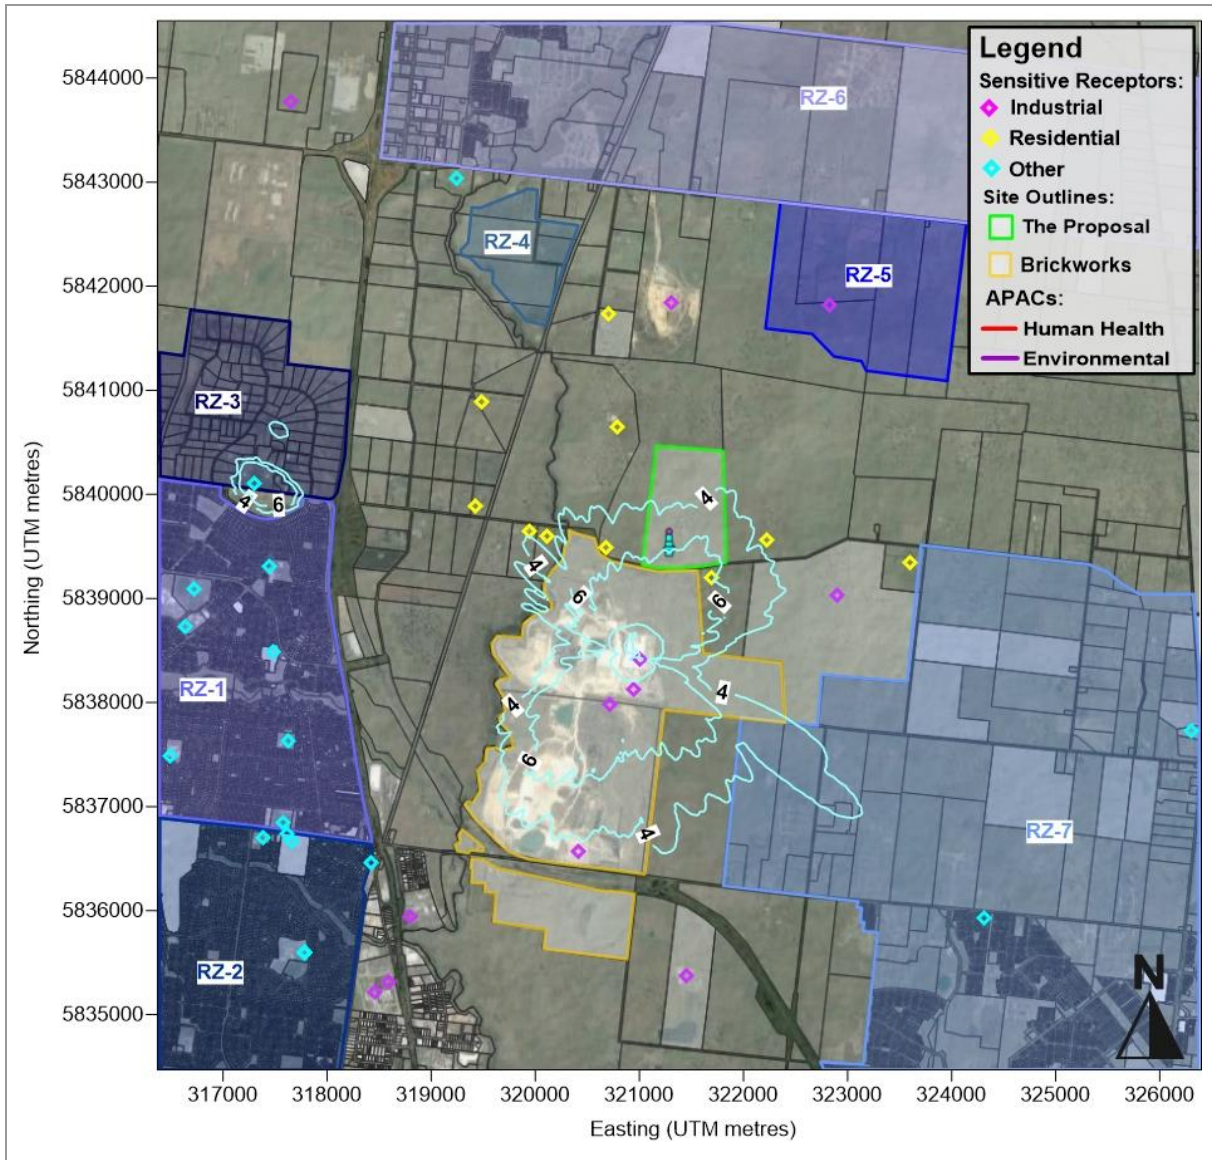 Legend
Sensitive Receptors:
Industrial
Residential
Other
Site Outlines:
The Proposal
Brickworks
APACs:
Human Health
Environmental
5844000
5843000
5842000
5841000
5840000
5839000
5838000
5837000
5836000
5835000
Northing (UTM metres)
RZ-6
RZ-4
RZ-5
RZ-3
4
6
4
4
6
6
RZ-1
4
4
6
4
RZ-7
RZ-2
N
317000
318000
319000
320000
321000
322000
323000
324000
325000
326000
Easting (UTM metres)